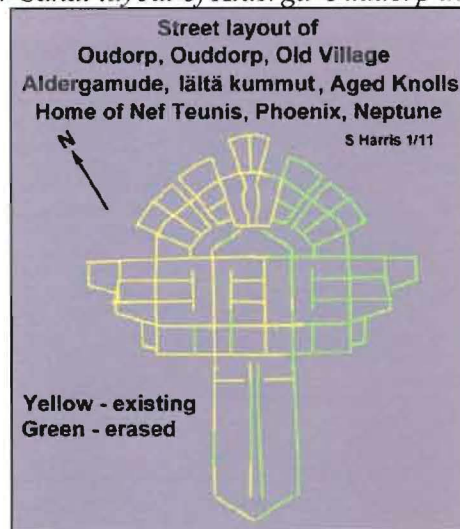 Street layout of
Oudorp, Ouddorp, Old Village
Aldergamude, Iältä kummut, Aged Knolls
Home of Nef Teunis, Phoenix, Neptune
S Harris 1/11
N
Yellow - existing
Green - erased